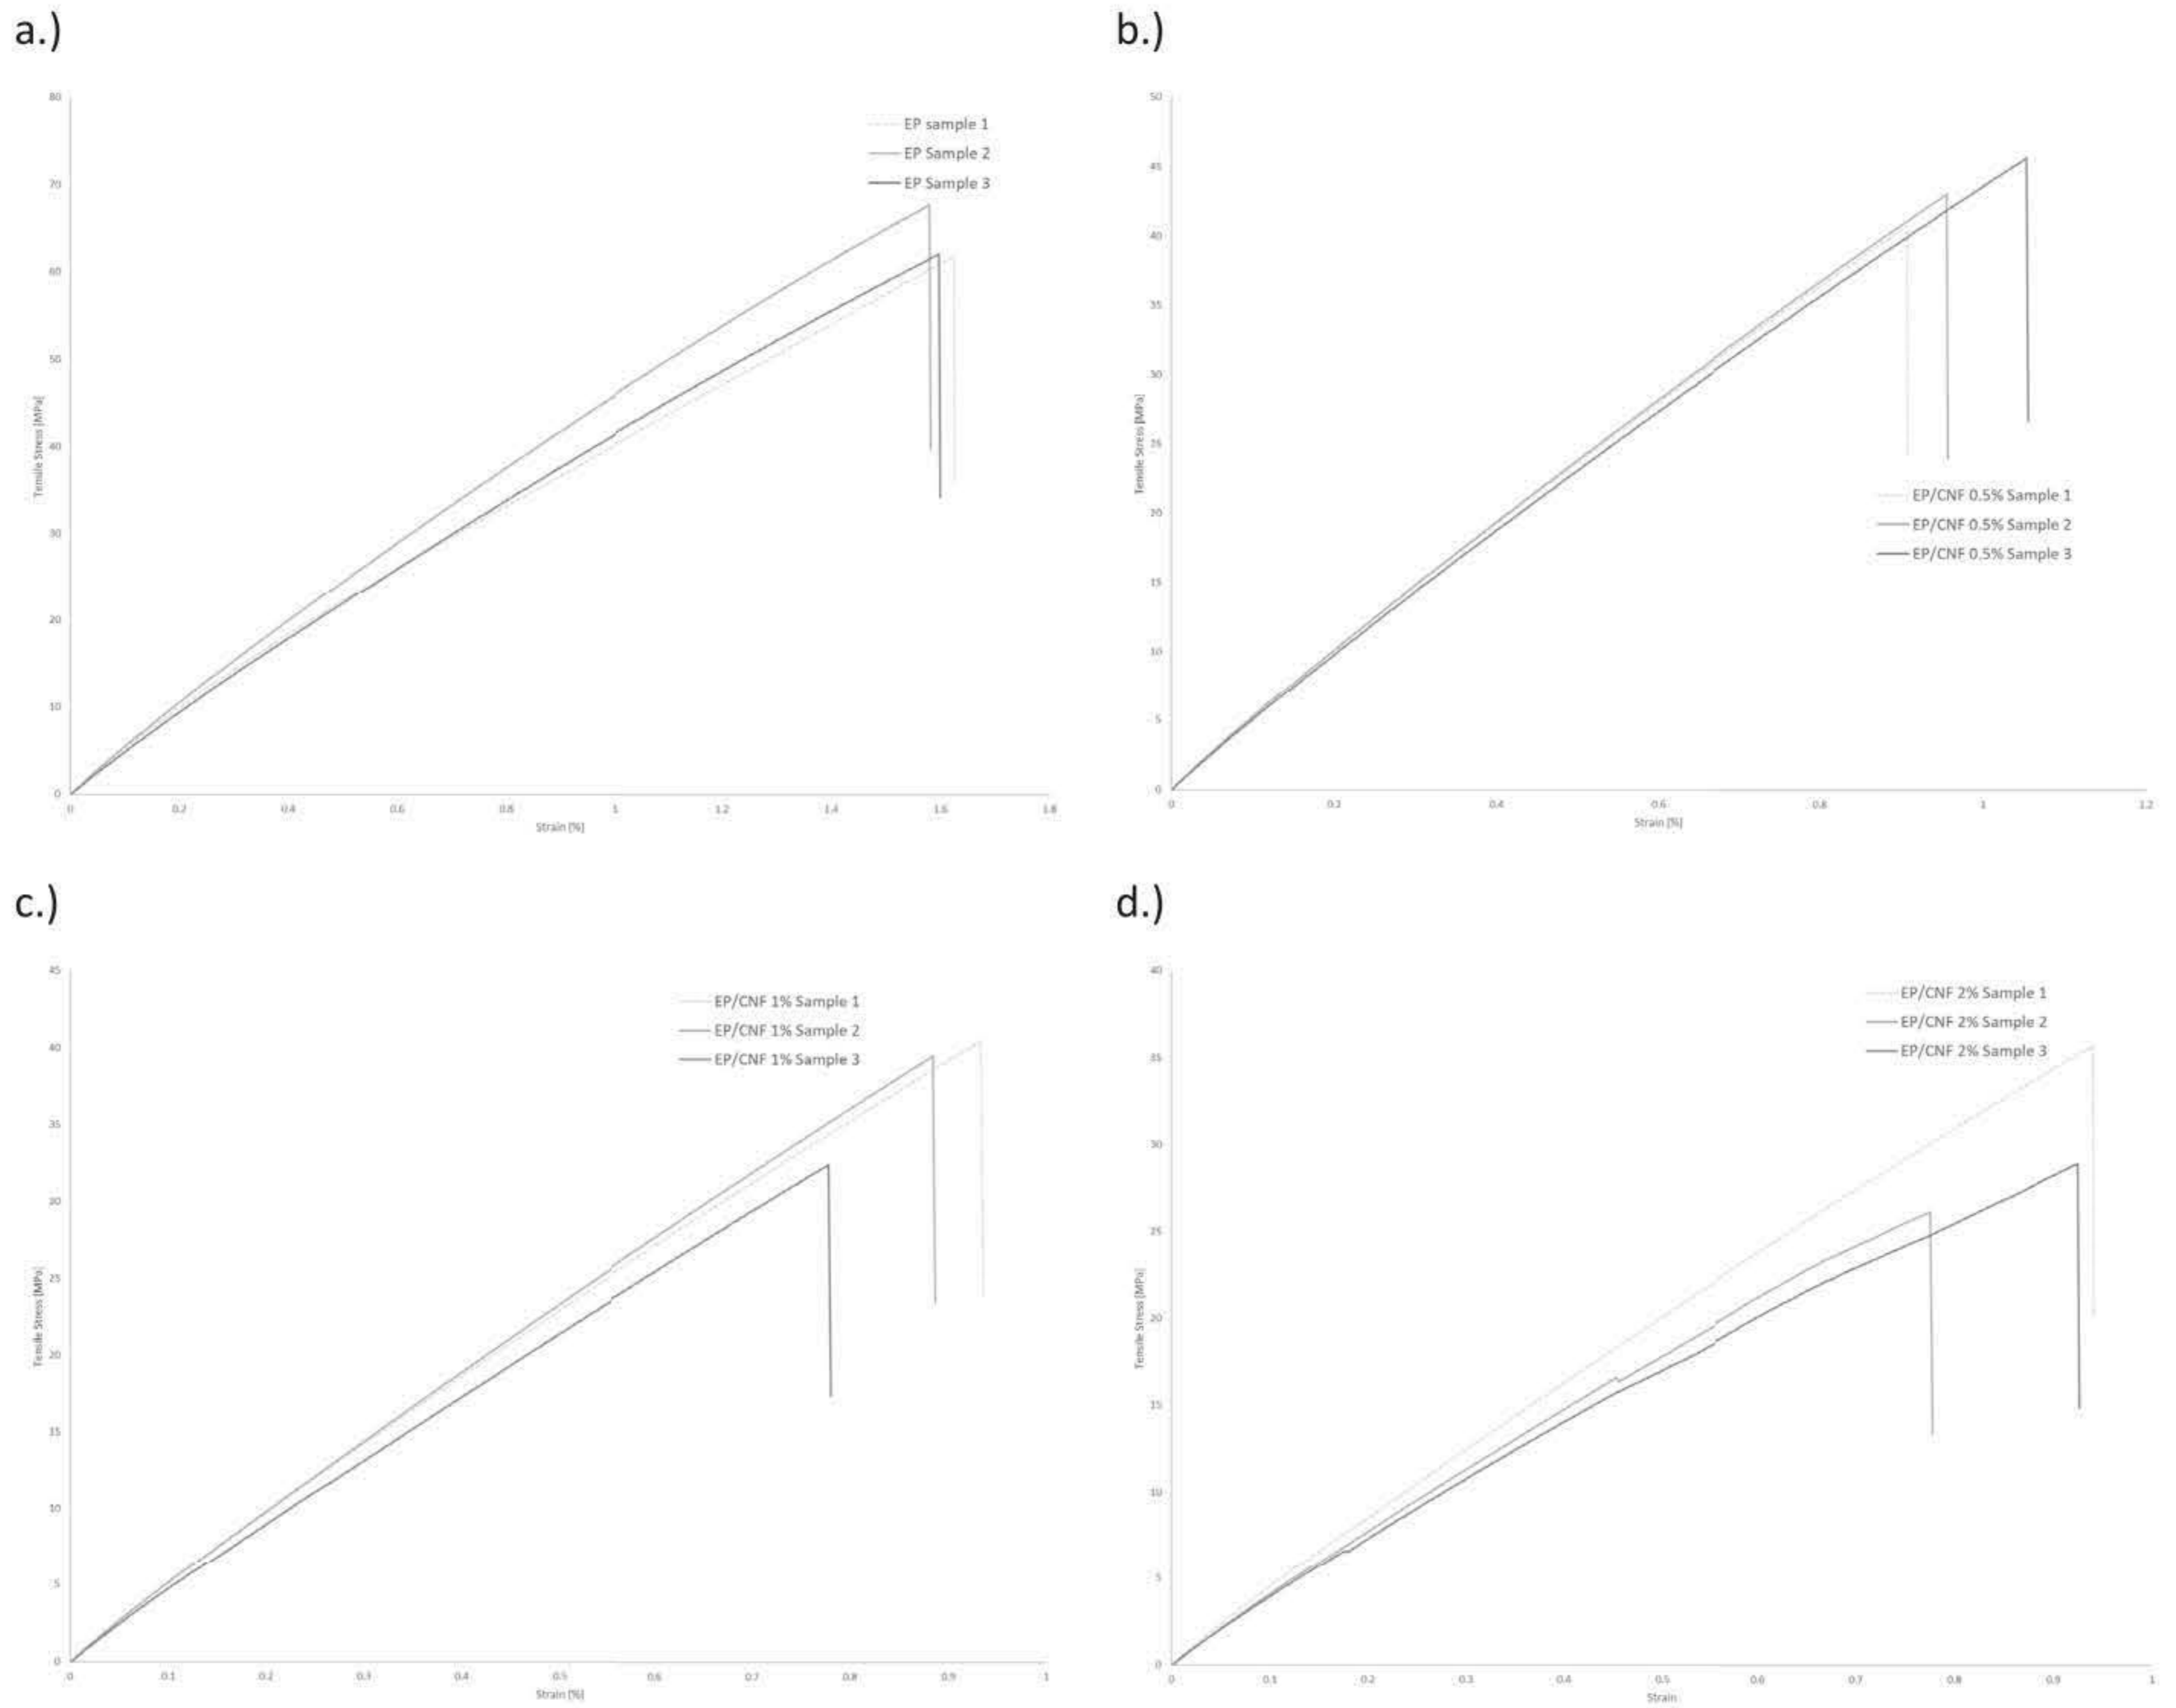 a.)
80
70
60
50
40
30
20
10
0
Tensile Stress [MPa]
EP sample 1
EP Sample 2
EP Sample 3
0 0.2 0.4 0.6 0.8 1 1.2 1.4 1.6 1.8
Strain [%]
b.)
50
45
40
35
30
25
20
15
10
5
0
Tensile Stress [MPa]
EP/CNF 0.5% Sample 1
EP/CNF 0.5% Sample 2
EP/CNF 0.5% Sample 3
0 0.2 0.4 0.6 0.8 1 1.2
Strain [%]
c.)
45
40
35
30
25
20
15
10
5
0
Tensile Stress [MPa]
EP/CNF 1% Sample 1
EP/CNF 1% Sample 2
EP/CNF 1% Sample 3
0 0.1 0.2 0.3 0.4 0.5 0.6 0.7 0.8 0.9 1
Strain [%]
d.)
40
35
30
25
20
15
10
5
0
Tensile Stress [MPa]
EP/CNF 2% Sample 1
EP/CNF 2% Sample 2
EP/CNF 2% Sample 3
0 0.1 0.2 0.3 0.4 0.5 0.6 0.7 0.8 0.9 1
Strain